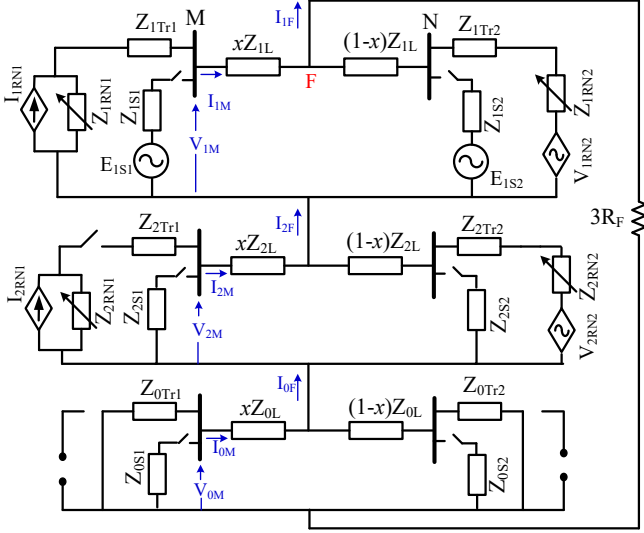 I1F
Z1Tr1 M xZ1L (1-x)Z1L N Z1Tr2
F
I1RN1 Z1RN1 Z1S1 I1M Z1S2 Z1RN2
V1M
E1S1 E1S2 V1RN2
I2F 3RF
Z2Tr1 xZ2L (1-x)Z2L Z2Tr2
I2RN1 Z2RN1 Z2S1 I2M Z2S2 Z2RN2
V2M V2RN2
I0F
Z0Tr1 xZ0L (1-x)Z0L Z0Tr2
Z0S1 I0M Z0S2
V0M